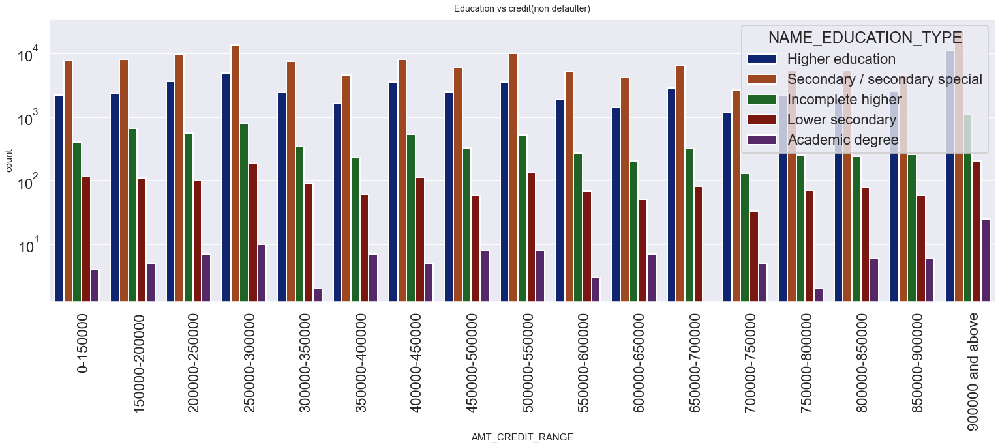 Education vs credit(non defaulter)
NAME_EDUCATION_TYPE
Higher education
Secondary / secondary special
Incomplete higher
Lower secondary
Academic degree
count
10^4
10^3
10^2
10^1
0-150000
150000-200000
200000-250000
250000-300000
300000-350000
350000-400000
400000-450000
450000-500000
500000-550000
550000-600000
600000-650000
650000-700000
700000-750000
750000-800000
800000-850000
850000-900000
900000 and above
AMT_CREDIT_RANGE